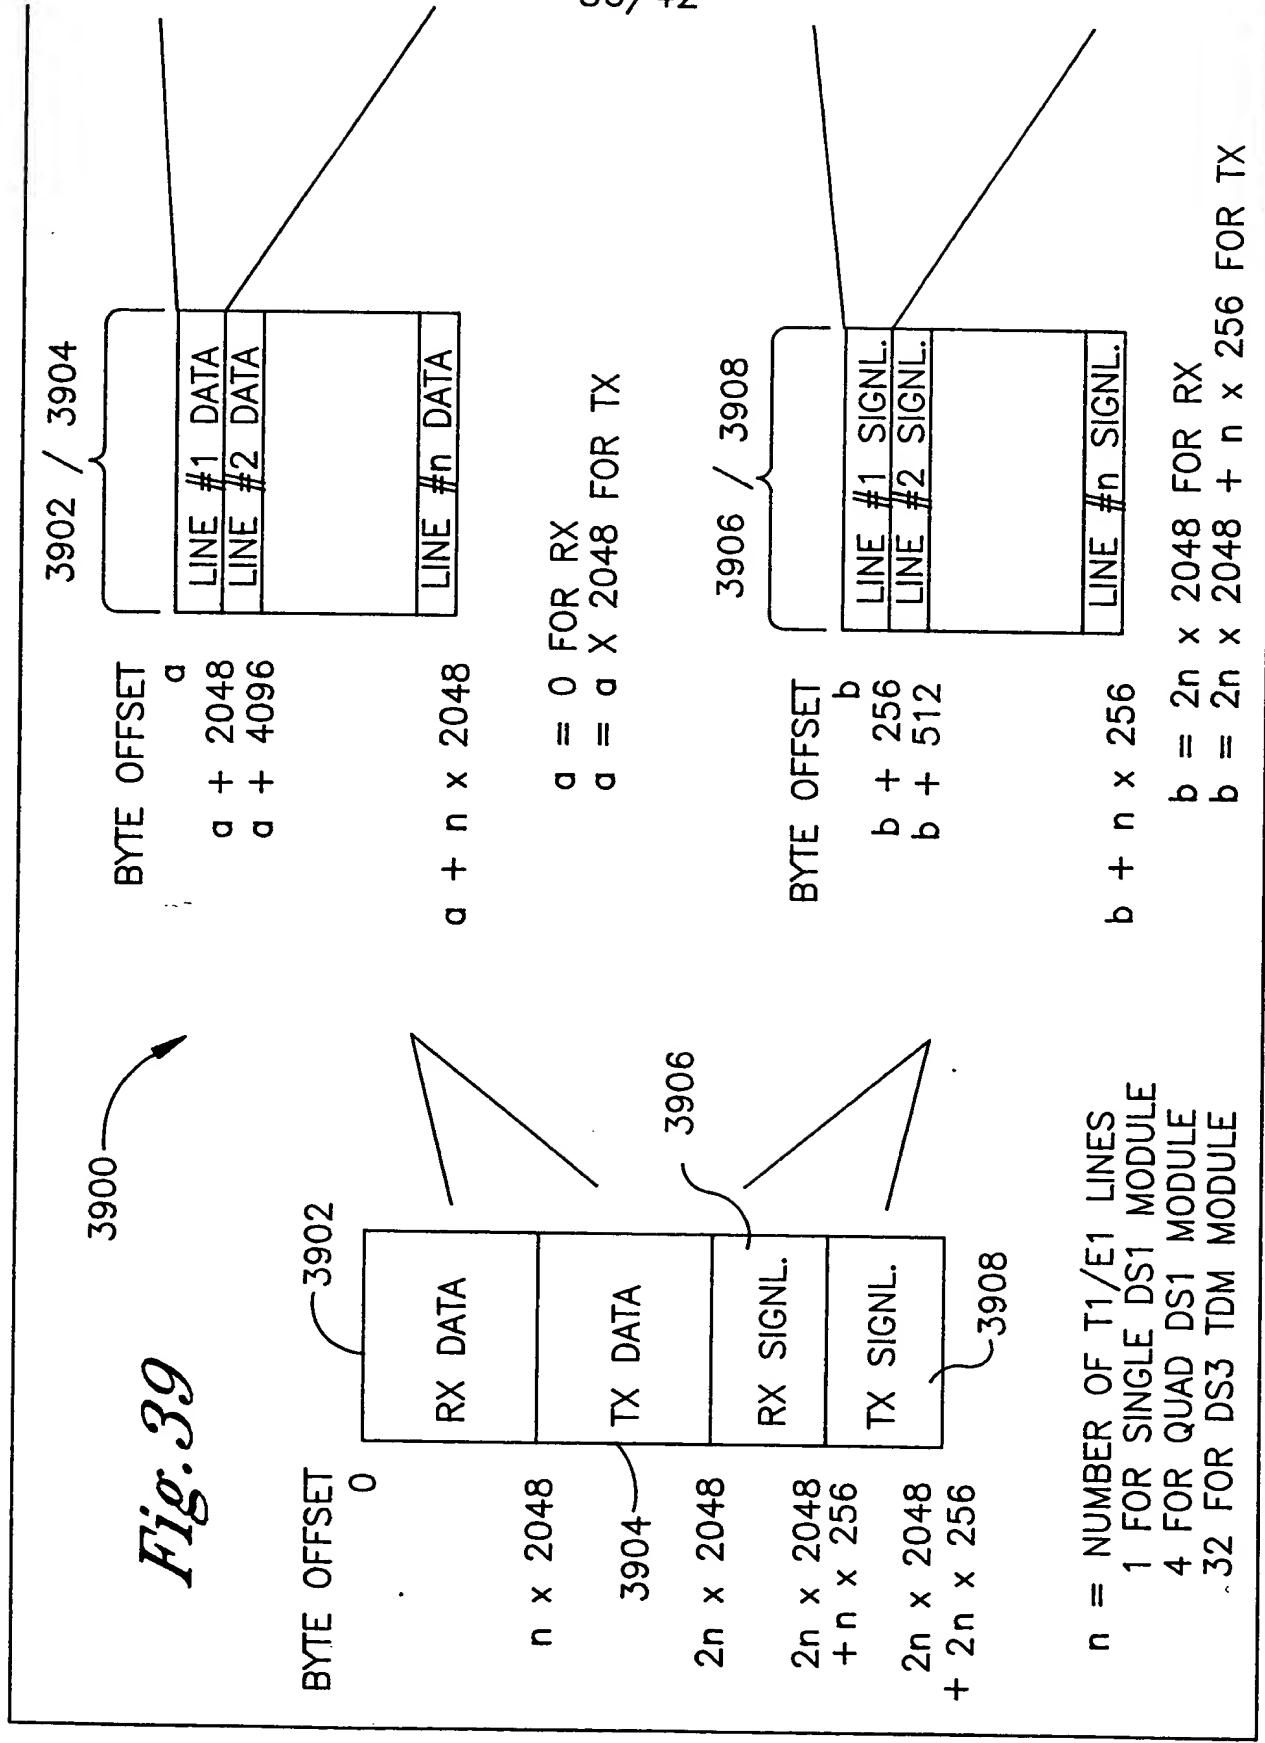 Fig. 39
3900
BYTE OFFSET
0
n x 2048
2n x 2048
2n x 2048
+ n x 256
2n x 2048
+ 2n x 256
3902
RX DATA
TX DATA
RX SIGNL.
TX SIGNL.
3904
3906
3908
n = NUMBER OF T1/E1 LINES
1 FOR SINGLE DS1 MODULE
4 FOR QUAD DS1 MODULE
32 FOR DS3 TDM MODULE
3902 / 3904
BYTE OFFSET
a
a + 2048
a + 4096
a + n x 2048
LINE #1 DATA
LINE #2 DATA
LINE #n DATA
a = 0 FOR RX
a = a X 2048 FOR TX
3906 / 3908
BYTE OFFSET
b
b + 256
b + 512
b + n x 256
LINE #1 SIGNL.
LINE #2 SIGNL.
LINE #n SIGNL.
b = 2n x 2048 FOR RX
b = 2n x 2048 + n x 256 FOR TX